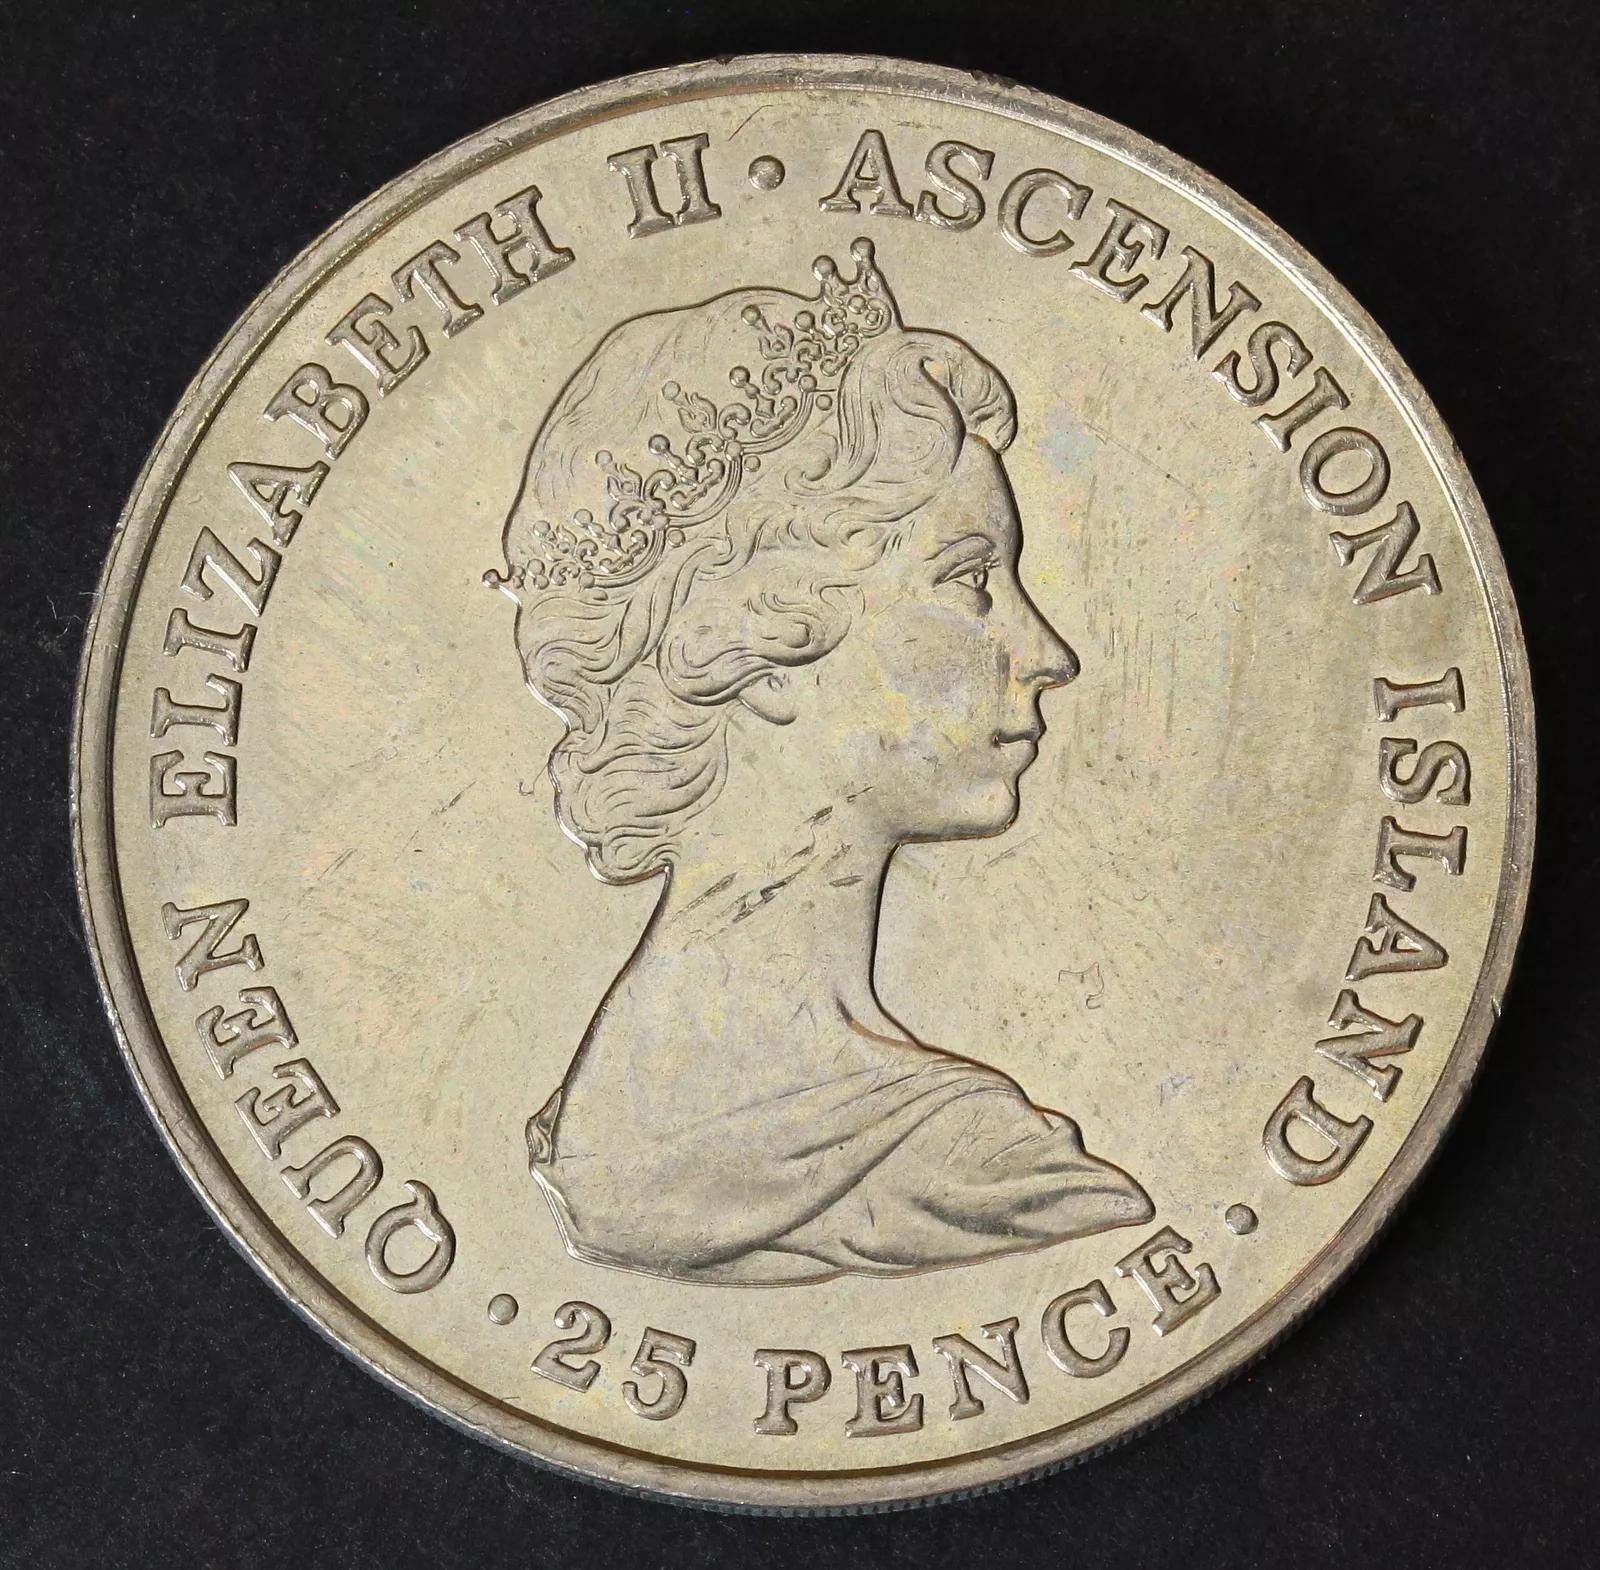 QUEEN ELIZABETH II · ASCENSION ISLAND ·
25 PENCE ·